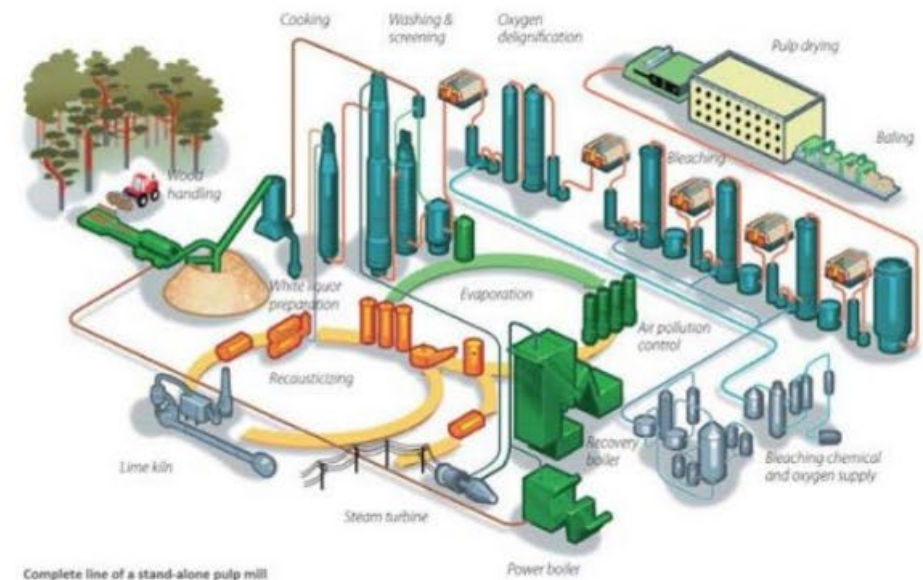 Cooking
Washing &
screening
Oxygen
delignification
Pulp drying
Baling
Bleaching
Wood
handling
White liquor
preparation
Evaporation
Air pollution
control
Recausticizing
Lime kiln
Recovery
boiler
Bleaching chemical
and oxygen supply
Steam turbine
Power boiler
Complete line of a stand-alone pulp mill